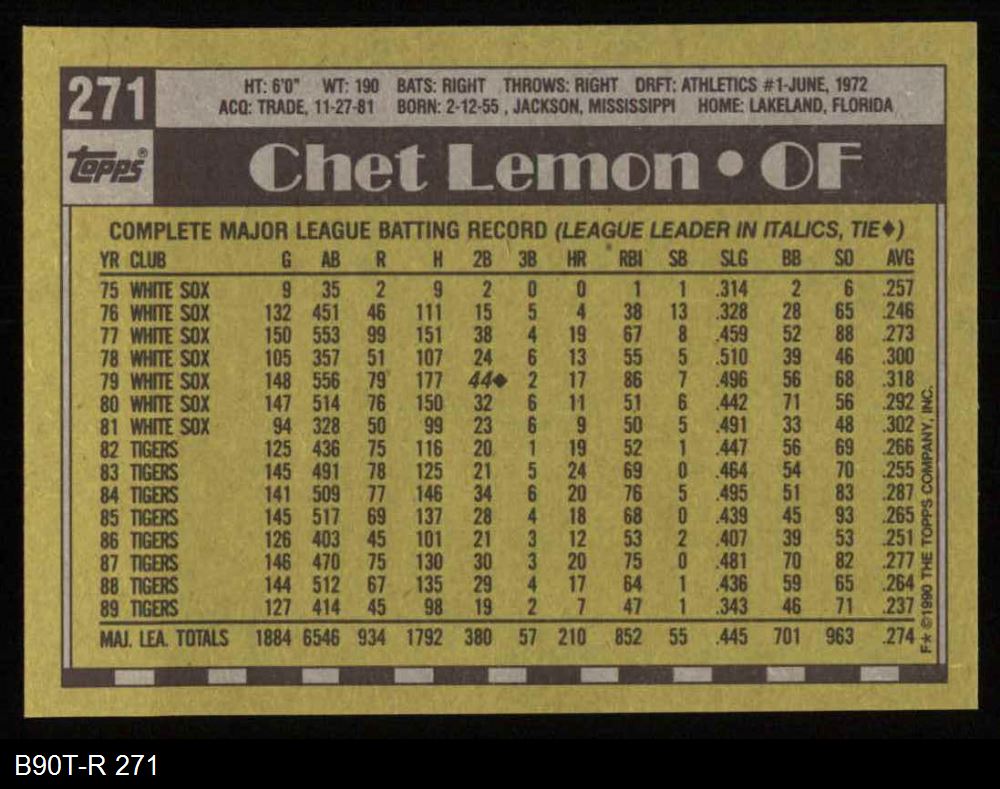 271
HT: 6'0" WT: 190 BATS: RIGHT THROWS: RIGHT DRFT: ATHLETICS #1-JUNE, 1972
ACQ: TRADE, 11-27-81 BORN: 2-12-55 , JACKSON, MISSISSIPPI HOME: LAKELAND, FLORIDA
Topps®
Chet Lemon • OF
COMPLETE MAJOR LEAGUE BATTING RECORD (LEAGUE LEADER IN ITALICS, TIE♦)
YR CLUB G AB R H 2B 3B HR RBI SB SLG BB SO AVG
75 WHITE SOX 9 35 2 9 2 0 0 1 1 .314 2 6 .257
76 WHITE SOX 132 451 46 111 15 5 4 38 13 .328 28 65 .246
77 WHITE SOX 150 553 99 151 38 4 19 67 8 .459 52 88 .273
78 WHITE SOX 105 357 51 107 24 6 13 55 5 .510 39 46 .300
79 WHITE SOX 148 556 79 177 44♦ 2 17 86 7 .496 56 68 .318
80 WHITE SOX 147 514 76 150 32 6 11 51 6 .442 71 56 .292
81 WHITE SOX 94 328 50 99 23 6 9 50 5 .491 33 48 .302
82 TIGERS 125 436 75 116 20 1 19 52 1 .447 56 69 .266
83 TIGERS 145 491 78 125 21 5 24 69 0 .464 54 70 .255
84 TIGERS 141 509 77 146 34 6 20 76 5 .495 51 83 .287
85 TIGERS 145 517 69 137 28 4 18 68 0 .439 45 93 .265
86 TIGERS 126 403 45 101 21 3 12 53 2 .407 39 53 .251
87 TIGERS 146 470 75 130 30 3 20 75 0 .481 70 82 .277
88 TIGERS 144 512 67 135 29 4 17 64 1 .436 59 65 .264
89 TIGERS 127 414 45 98 19 2 7 47 1 .343 46 71 .237
MAJ. LEA. TOTALS 1884 6546 934 1792 380 57 210 852 55 .445 701 963 .274
F★ ©1990 THE TOPPS COMPANY, INC.
B90T-R 271